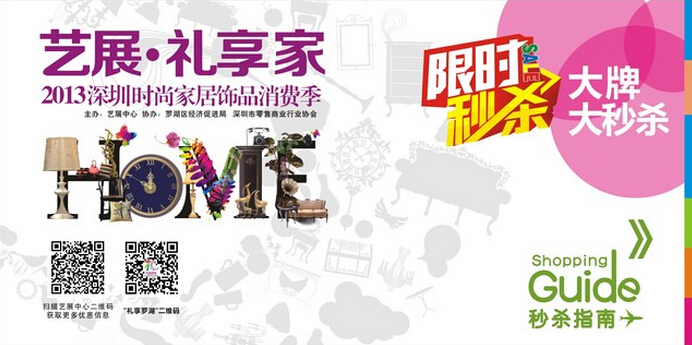 艺展·礼享家
2013深圳时尚家居饰品消费季
主办：艺展中心 协办：罗湖区经济促进局 深圳市零售商业行业协会
HOME
扫描艺展中心二维码
获取更多优惠信息
“礼享罗湖”二维码
限时
SALE
秒杀
大牌
大秒杀
Shopping
Guide
秒杀指南